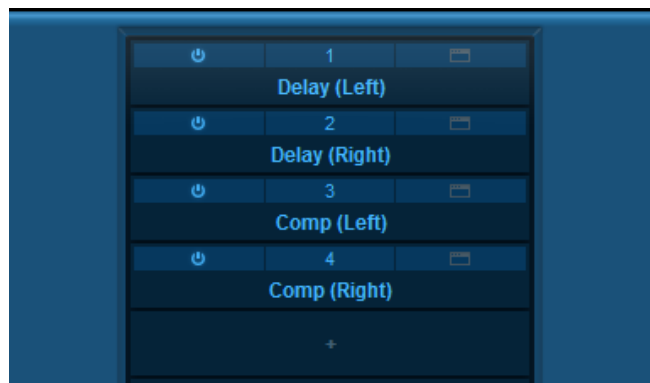 1
Delay (Left)
2
Delay (Right)
3
Comp (Left)
4
Comp (Right)
+